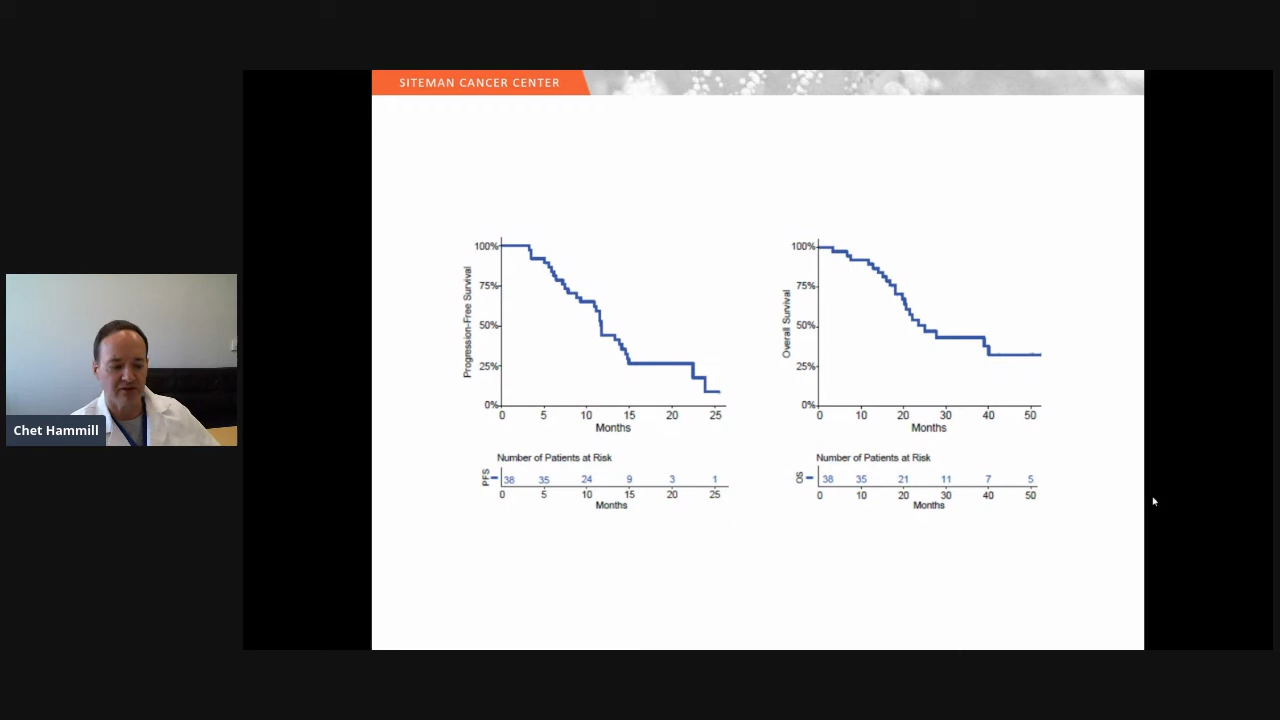 SITEMAN CANCER CENTER
Progression-Free Survival
100%
75%
50%
25%
0%
0 5 10 15 20 25
Months
Number of Patients at Risk
PFS
38 35 24 9 3 1
0 5 10 15 20 25
Months
Overall Survival
100%
75%
50%
25%
0%
0 10 20 30 40 50
Months
Number of Patients at Risk
OS
38 35 21 11 7 5
0 10 20 30 40 50
Months
Chet Hammill